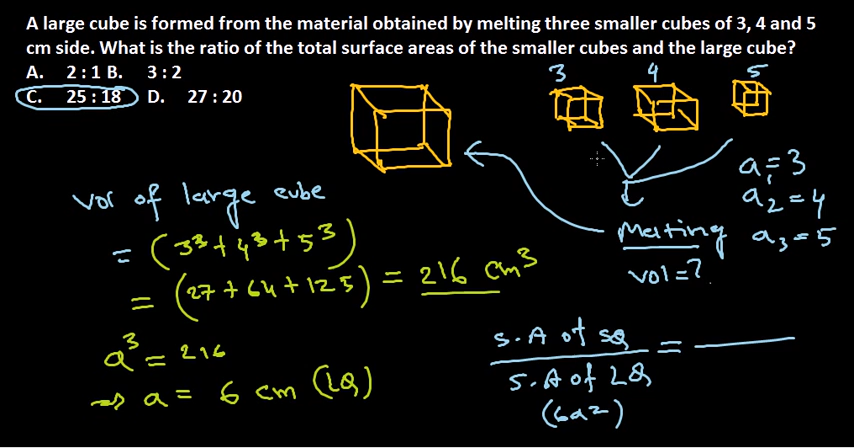 A large cube is formed from the material obtained by melting three smaller cubes of 3, 4 and 5
cm side. What is the ratio of the total surface areas of the smaller cubes and the large cube?
A. 2 : 1 B. 3 : 2
C. 25 : 18 D. 27 : 20
3 4 5
a₁ = 3
a₂ = 4
a₃ = 5
Melting
vol = ?
vol of large cube
= (3³ + 4³ + 5³)
= (27 + 64 + 125) = 216 cm³
a³ = 216
⇒ a = 6 cm (LQ)
S.A of SQ =
S.A of LQ
(6a²)